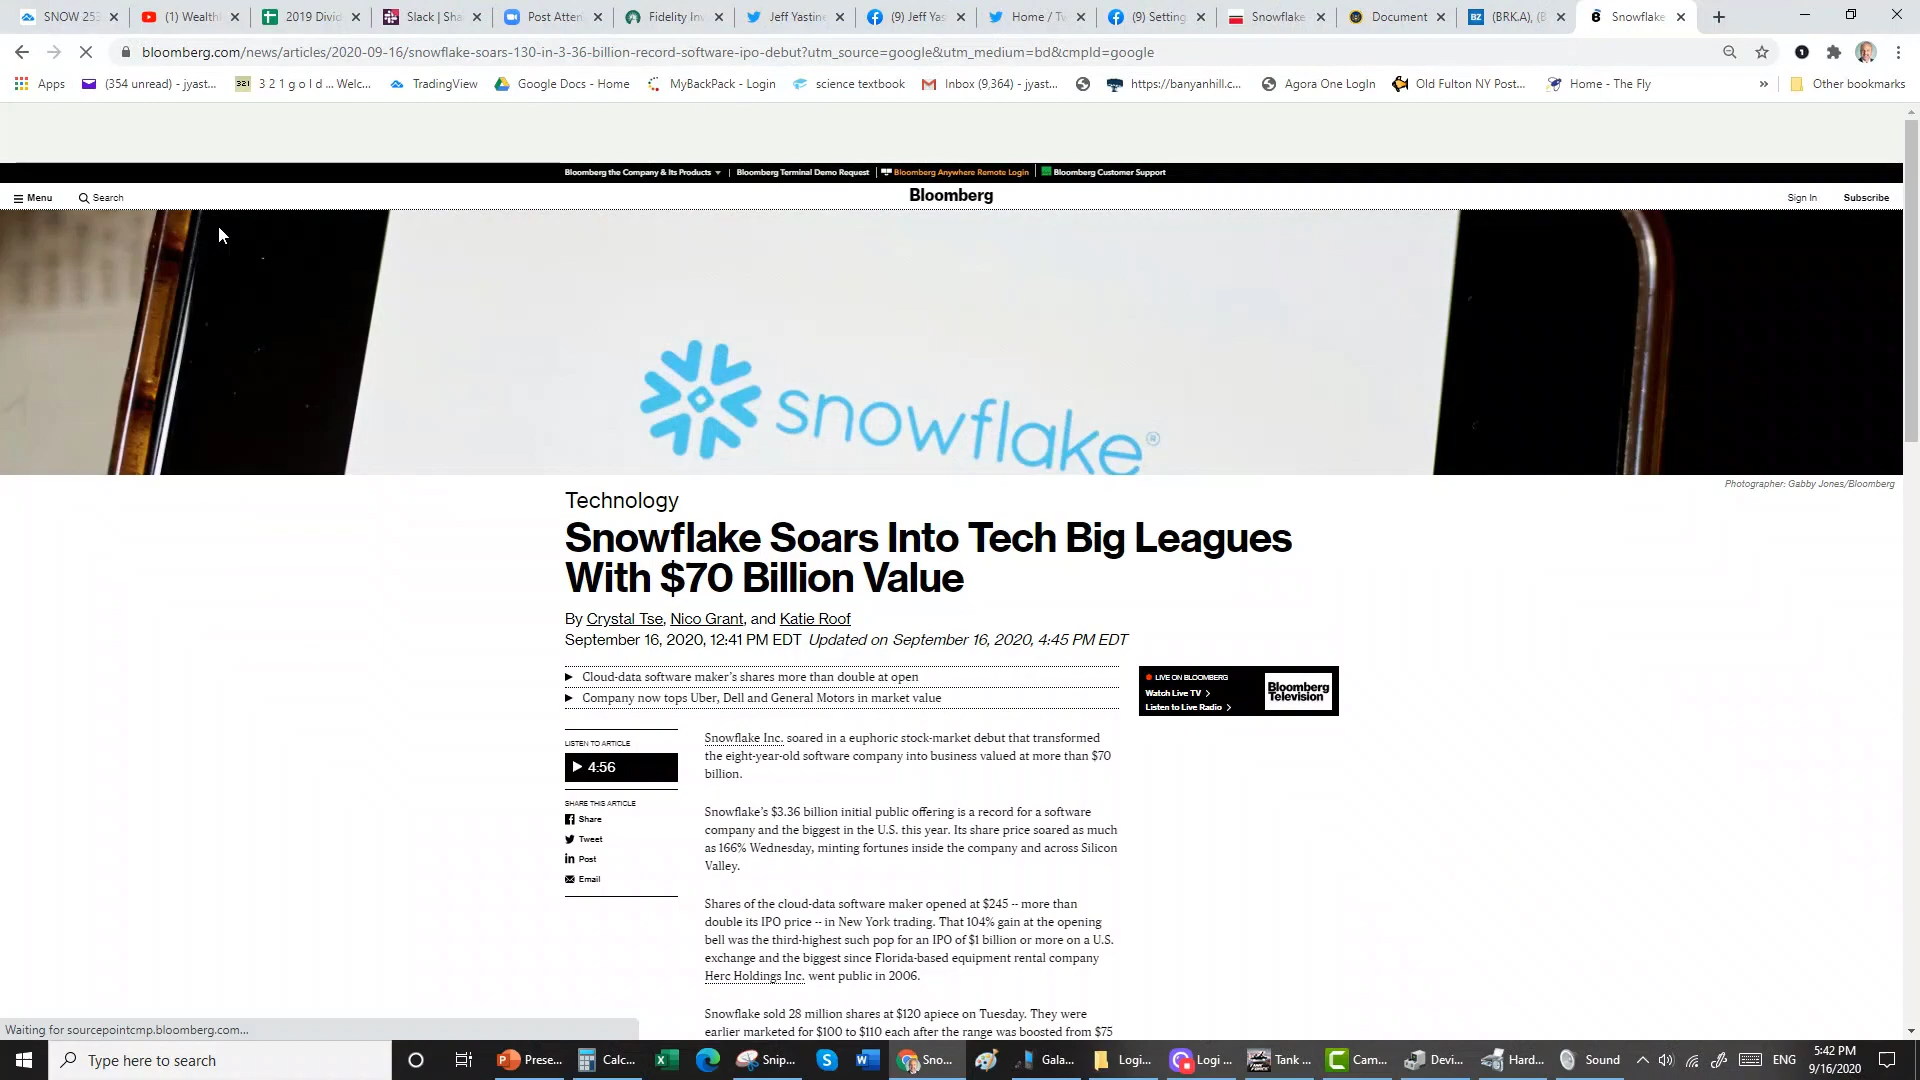 SNOW 253
(1) Wealth
2019 Divid
Slack | Sha
Post Atten
Fidelity Inv
Jeff Yastine
(9) Jeff Yas
Home / Tw
(9) Setting
Snowflake
Document
(BRK.A), (B
Snowflake
bloomberg.com/news/articles/2020-09-16/snowflake-soars-130-in-3-36-billion-record-software-ipo-debut?utm_source=google&utm_medium=bd&cmpId=google
Apps
(354 unread) - jyast...
321
3 2 1 g o l d ... Welc...
TradingView
Google Docs - Home
MyBackPack - Login
science textbook
Inbox (9,364) - jyast...
https://banyanhill.c...
Agora One LogIn
Old Fulton NY Post...
Home - The Fly
»
Other bookmarks
Bloomberg the Company & Its Products
Bloomberg Terminal Demo Request
Bloomberg Anywhere Remote Login
Bloomberg Customer Support
Menu
Search
Bloomberg
Sign In
Subscribe
snowflake®
Photographer: Gabby Jones/Bloomberg
Technology
Snowflake Soars Into Tech Big Leagues
With $70 Billion Value
By Crystal Tse, Nico Grant, and Katie Roof
September 16, 2020, 12:41 PM EDT Updated on September 16, 2020, 4:45 PM EDT
Cloud-data software maker’s shares more than double at open
Company now tops Uber, Dell and General Motors in market value
LIVE ON BLOOMBERG
Watch Live TV >
Listen to Live Radio >
Bloomberg
Television
LISTEN TO ARTICLE
4:56
SHARE THIS ARTICLE
Share
Tweet
Post
Email
Snowflake Inc. soared in a euphoric stock-market debut that transformed
the eight-year-old software company into business valued at more than $70
billion.
Snowflake’s $3.36 billion initial public offering is a record for a software
company and the biggest in the U.S. this year. Its share price soared as much
as 166% Wednesday, minting fortunes inside the company and across Silicon
Valley.
Shares of the cloud-data software maker opened at $245 -- more than
double its IPO price -- in New York trading. That 104% gain at the opening
bell was the third-highest such pop for an IPO of $1 billion or more on a U.S.
exchange and the biggest since Florida-based equipment rental company
Herc Holdings Inc. went public in 2006.
Snowflake sold 28 million shares at $120 apiece on Tuesday. They were
earlier marketed for $100 to $110 each after the range was boosted from $75
Waiting for sourcepointcmp.bloomberg.com...
Type here to search
Prese...
Calc...
Snip...
Sno...
Gala...
Logi...
Logi ...
Tank ...
Cam...
Devi...
Hard...
Sound
ENG
5:42 PM
9/16/2020